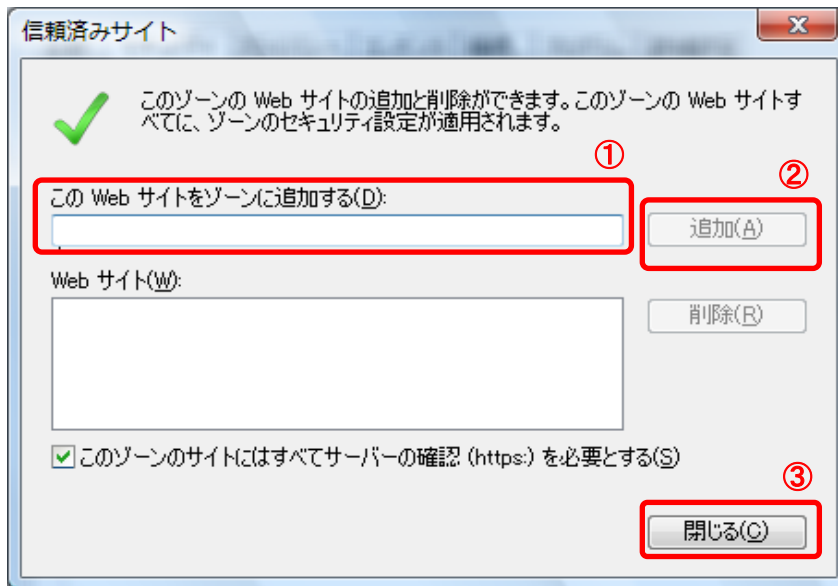 信頼済みサイト
このゾーンの Web サイトの追加と削除ができます。このゾーンの Web サイトす
べてに、ゾーンのセキュリティ設定が適用されます。
①
②
この Web サイトをゾーンに追加する(D):
追加(A)
Web サイト(W):
削除(R)
このゾーンのサイトにはすべてサーバーの確認 (https:) を必要とする(S)
③
閉じる(C)